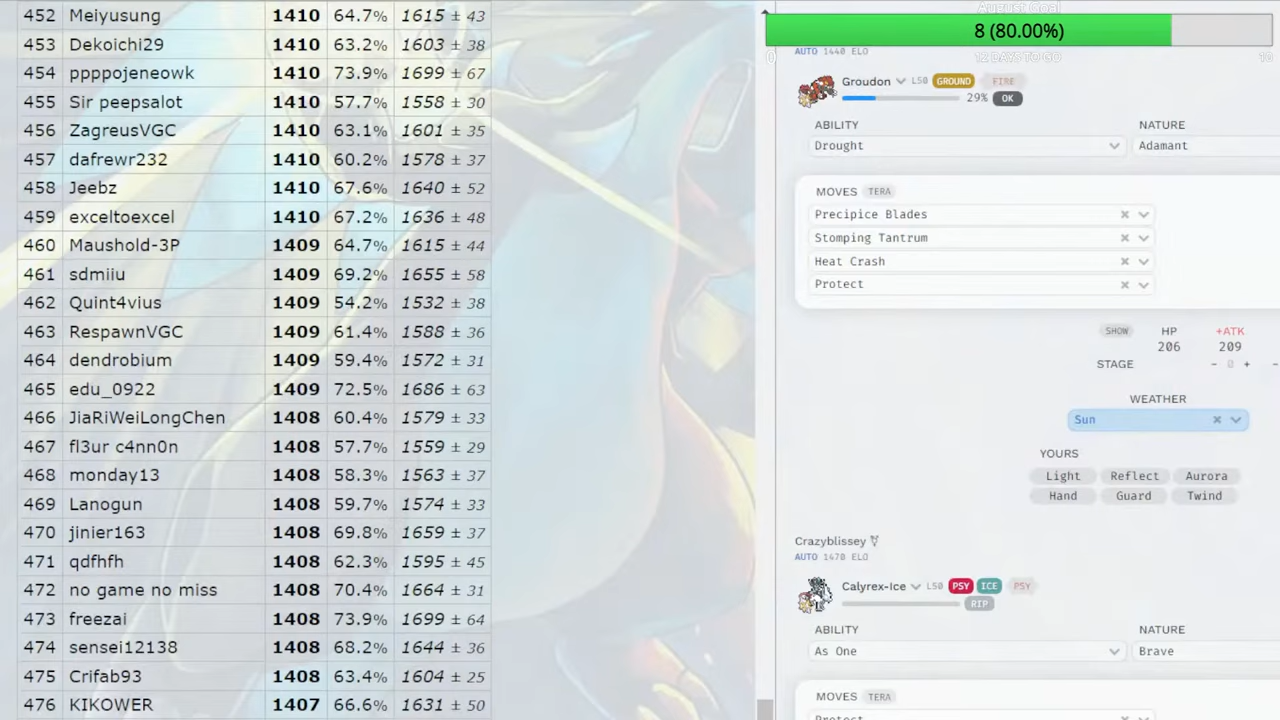 452 Meiyusung 1410 64.7% 1615 ± 43
453 Dekoichi29 1410 63.2% 1603 ± 38
454 ppppojeneowk 1410 73.9% 1699 ± 67
455 Sir peepsalot 1410 57.7% 1558 ± 30
456 ZagreusVGC 1410 63.1% 1601 ± 35
457 dafrewr232 1410 60.2% 1578 ± 37
458 Jeebz 1410 67.6% 1640 ± 52
459 exceltoexcel 1410 67.2% 1636 ± 48
460 Maushold-3P 1409 64.7% 1615 ± 44
461 sdmiiu 1409 69.2% 1655 ± 58
462 Quint4vius 1409 54.2% 1532 ± 38
463 RespawnVGC 1409 61.4% 1588 ± 36
464 dendrobium 1409 59.4% 1572 ± 31
465 edu_0922 1409 72.5% 1686 ± 63
466 JiaRiWeiLongChen 1408 60.4% 1579 ± 33
467 fl3ur c4nn0n 1408 57.7% 1559 ± 29
468 monday13 1408 58.3% 1563 ± 37
469 Lanogun 1408 59.7% 1574 ± 33
470 jinier163 1408 69.8% 1659 ± 37
471 qdfhfh 1408 62.3% 1595 ± 45
472 no game no miss 1408 70.4% 1664 ± 31
473 freezai 1408 73.9% 1699 ± 64
474 sensei12138 1408 68.2% 1644 ± 36
475 Crifab93 1408 63.4% 1604 ± 25
476 KIKOWER 1407 66.6% 1631 ± 50
August Goal
8 (80.00%)
0 12 DAYS TO GO 10
AUTO 1440 ELO
Groudon L50 GROUND FIRE
29% OK
ABILITY NATURE
Drought Adamant
MOVES TERA
Precipice Blades
Stomping Tantrum
Heat Crash
Protect
SHOW HP +ATK
206 209
STAGE - 0 + -
WEATHER
Sun
YOURS
Light Reflect Aurora
Hand Guard Twind
Crazyblissey
AUTO 1470 ELO
Calyrex-Ice L50 PSY ICE PSY
RIP
ABILITY NATURE
As One Brave
MOVES TERA
Protect